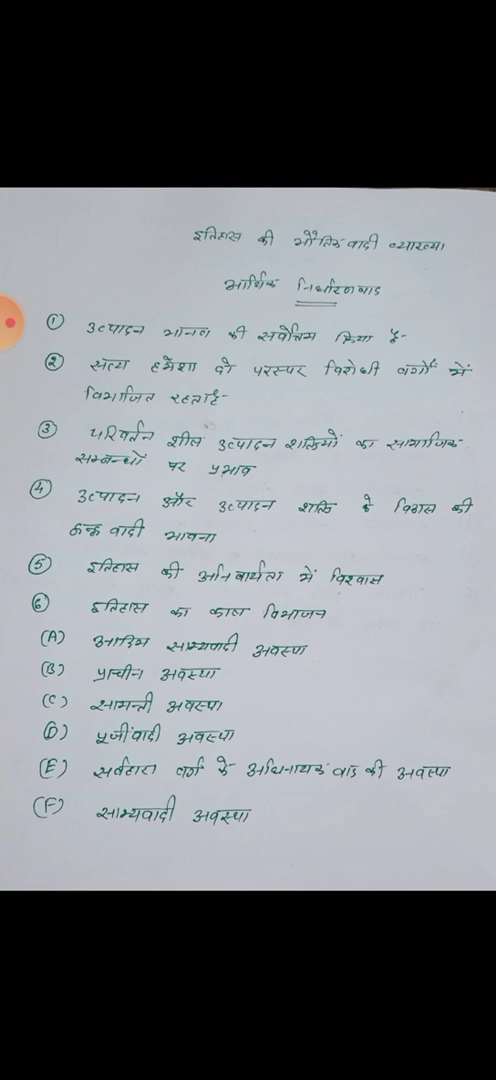 इतिहास की भौतिकवादी व्याख्या
आर्थिक निर्धारणवाद
① उत्पादन मानव की सर्वोत्तम क्रिया है-
② सत्या हमेशा दो परस्पर विरोधी वर्गों में
विभाजित रहताहै-
③ परिवर्तन शील उत्पादन शक्तियों का सामाजिक
सम्बन्धों पर प्रभाव
④ उत्पादन और उत्पादन शक्ति के विकास की
द्वन्द्व वादी भावना
⑤ इतिहास की अनिवार्यता में विश्वास
⑥ इतिहास का काल विभाजन
(A) आदिम साम्यवादी अवस्था
(B) प्राचीन अवस्था
(C) सामन्ती अवस्था
(D) पूजींवादी अवस्था
(E) सर्वहारा वर्ग के अधिनायक वाद की अवस्था
(F) साम्यवादी अवस्था